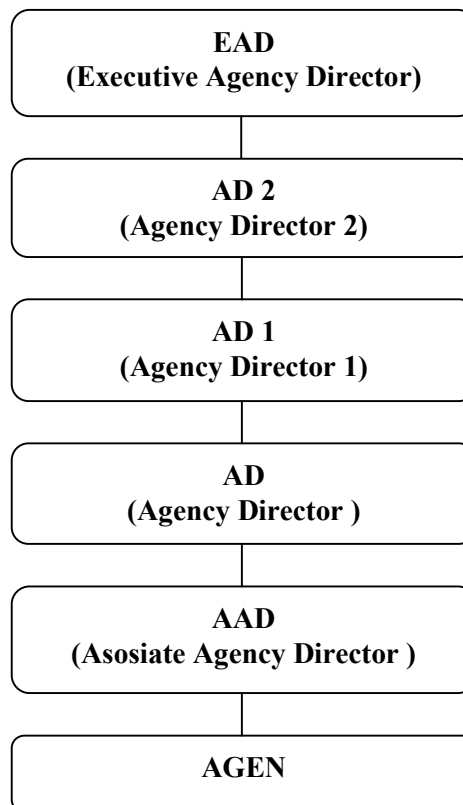 EAD
(Executive Agency Director)
AD 2
(Agency Director 2)
AD 1
(Agency Director 1)
AD
(Agency Director )
AAD
(Asosiate Agency Director )
AGEN